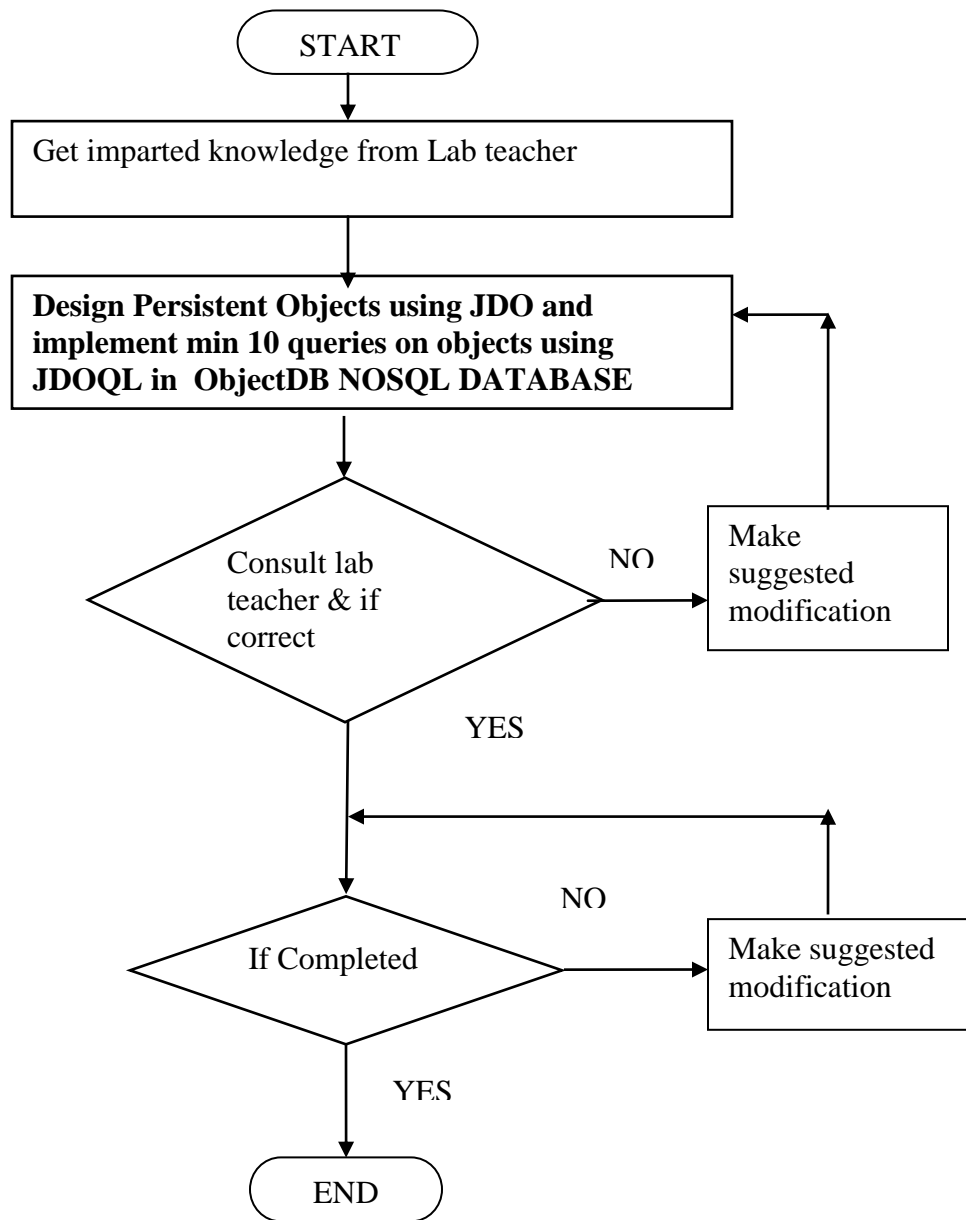 START
Get imparted knowledge from Lab teacher
Design Persistent Objects using JDO and
implement min 10 queries on objects using
JDOQL in  ObjectDB NOSQL DATABASE
Consult lab
teacher & if
correct
NO
Make
suggested
modification
YES
NO
If Completed
Make suggested
modification
YES
END